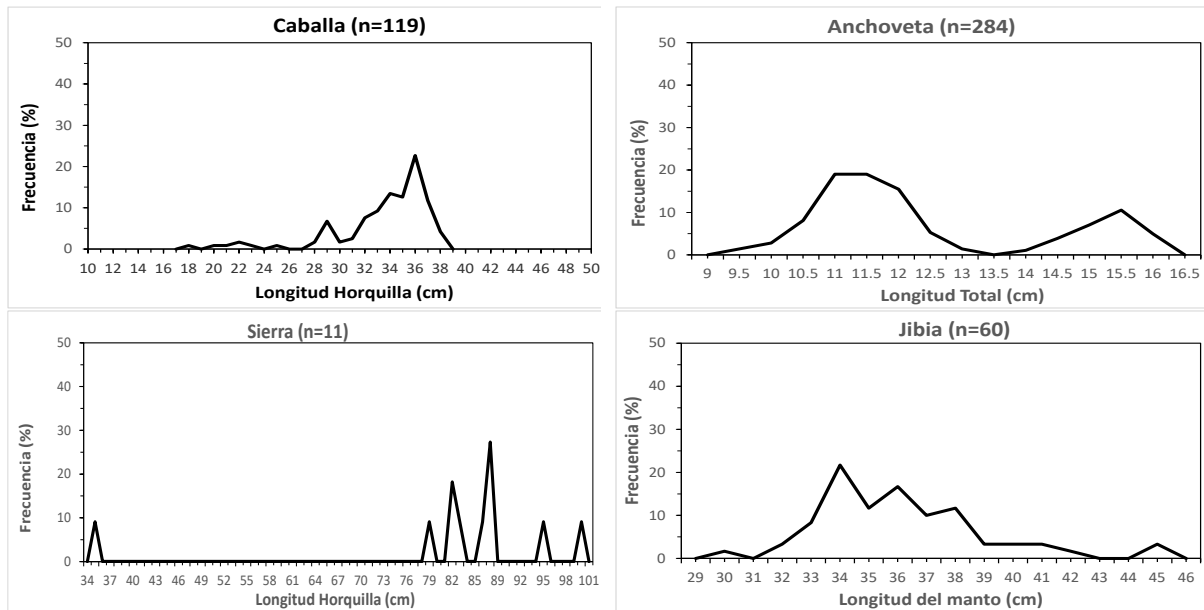 Caballa (n=119)
50
40
30
20
10
0
Frecuencia (%)
10 12 14 16 18 20 22 24 26 28 30 32 34 36 38 40 42 44 46 48 50
Longitud Horquilla (cm)
Anchoveta (n=284)
50
40
30
20
10
0
Frecuencia (%)
9 9.5 10 10.5 11 11.5 12 12.5 13 13.5 14 14.5 15 15.5 16 16.5
Longitud Total (cm)
Sierra (n=11)
50
40
30
20
10
0
Frecuencia (%)
34 37 40 43 46 49 52 55 58 61 64 67 70 73 76 79 82 86 89 92 95 98 101
Longitud Horquilla (cm)
Jibia (n=60)
50
40
30
20
10
0
Frecuencia (%)
29 30 31 32 33 34 35 36 37 38 39 40 41 42 43 44 45 46
Longitud del manto (cm)